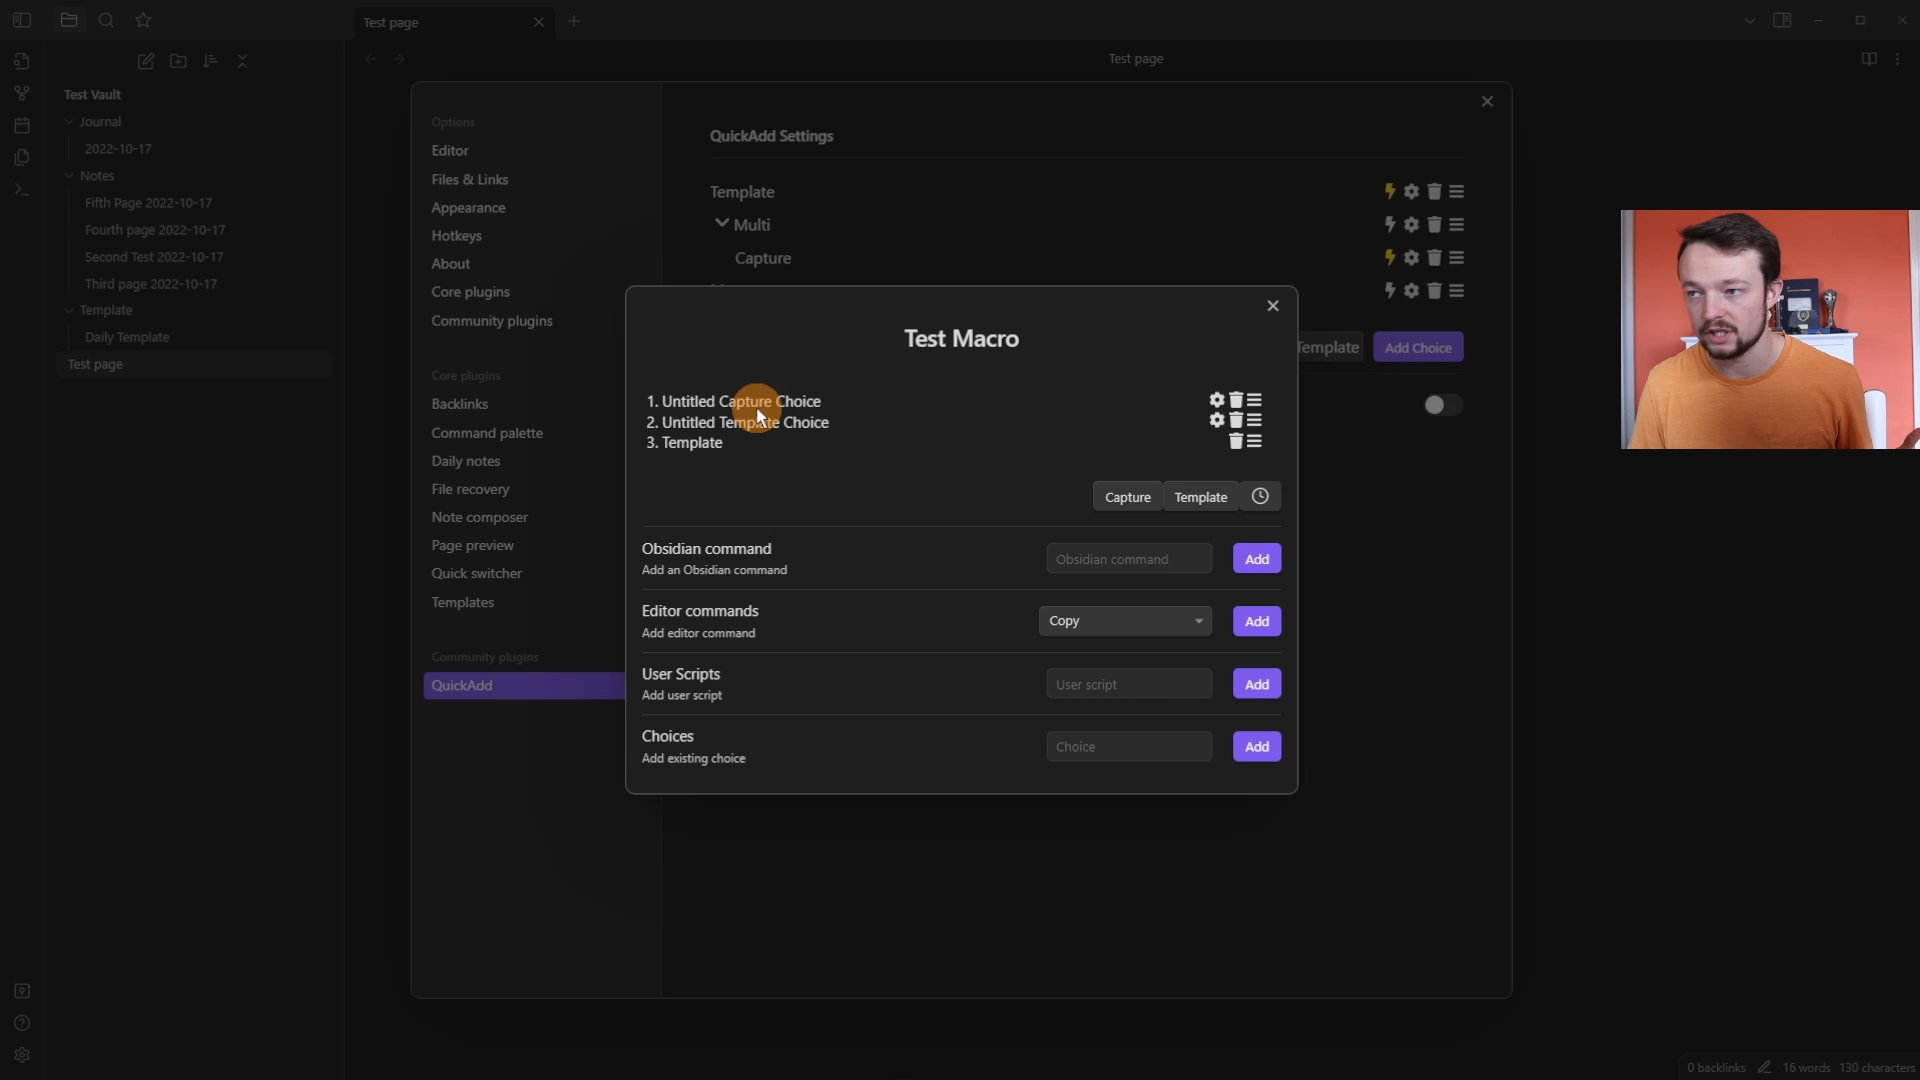 Test page
Test page
Test Vault
Journal
2022-10-17
Notes
Fifth Page 2022-10-17
Fourth page 2022-10-17
Second Test 2022-10-17
Third page 2022-10-17
Template
Daily Template
Test page
Options
Editor
Files & Links
Appearance
Hotkeys
About
Core plugins
Community plugins
Core plugins
Backlinks
Command palette
Daily notes
File recovery
Note composer
Page preview
Quick switcher
Templates
Community plugins
QuickAdd
QuickAdd Settings
Template
Multi
Capture
Template
Add Choice
Test Macro
1. Untitled Capture Choice
2. Untitled Template Choice
3. Template
Capture
Template
Obsidian command
Add an Obsidian command
Obsidian command
Add
Editor commands
Add editor command
Copy
Add
User Scripts
Add user script
User script
Add
Choices
Add existing choice
Choice
Add
0 backlinks
16 words
130 characters